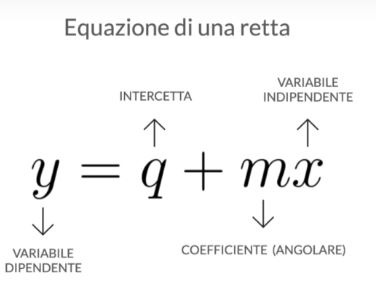 Equazione di una retta
INTERCETTA
VARIABILE
INDIPENDENTE
y = q + mx
VARIABILE
DIPENDENTE
COEFFICIENTE (ANGOLARE)